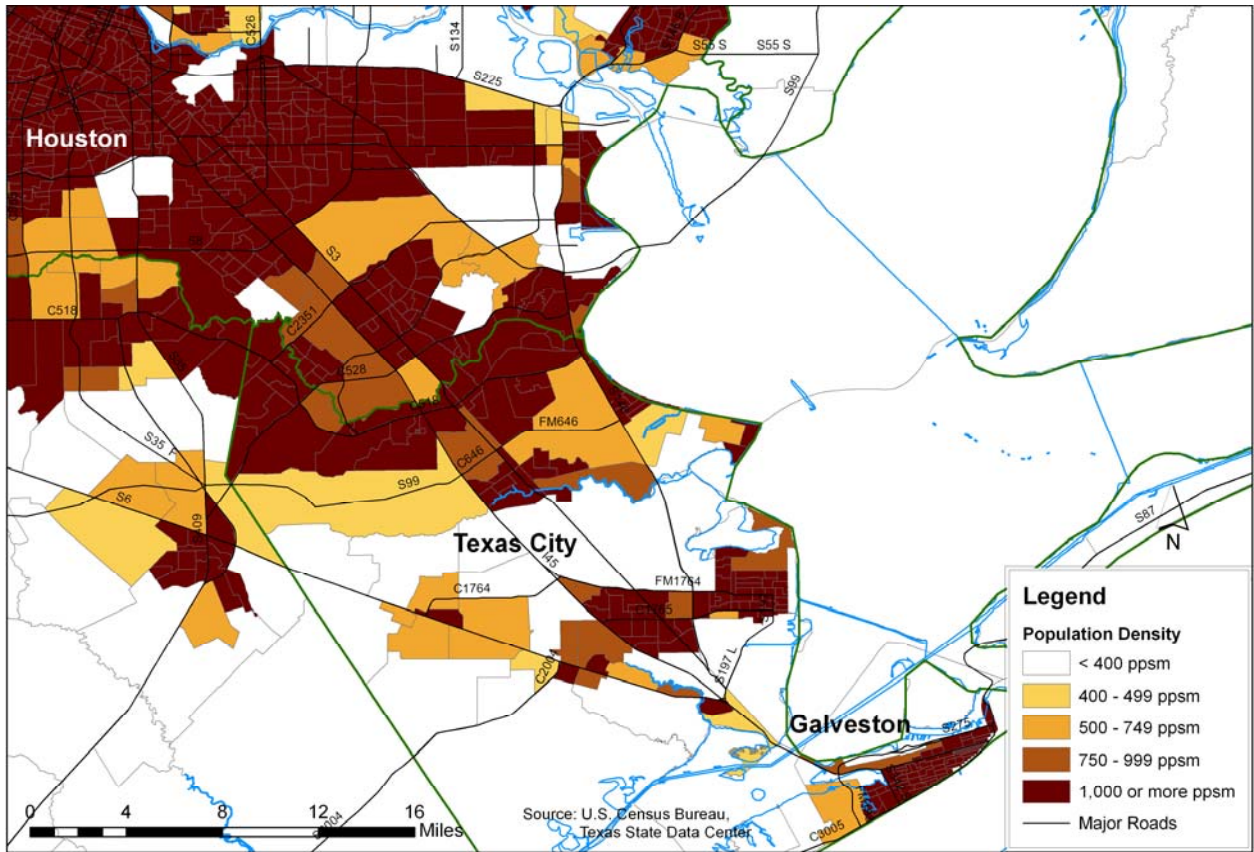 C526
S134
S55 S
S55 S
S99
S225
Houston
S3
C518
C2351
C528
FM646
C646
S35 P
S99
S6
Texas City
I45
S87
N
C1764
FM1764
C2004
S197 L
Galveston
S275
C3005
Legend
Population Density
< 400 ppsm
400 - 499 ppsm
500 - 749 ppsm
750 - 999 ppsm
1,000 or more ppsm
Major Roads
0 4 8 12 16
Miles
Source: U.S. Census Bureau,
Texas State Data Center